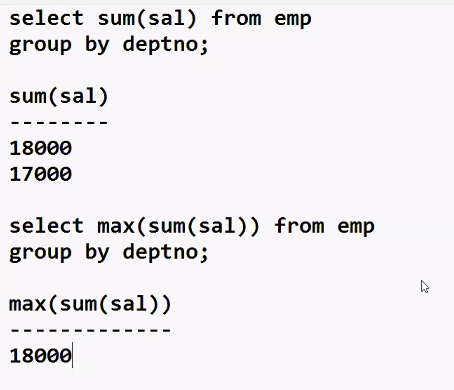 select sum(sal) from emp
group by deptno;
sum(sal)
--------
18000
17000
select max(sum(sal)) from emp
group by deptno;
max(sum(sal))
-------------
18000